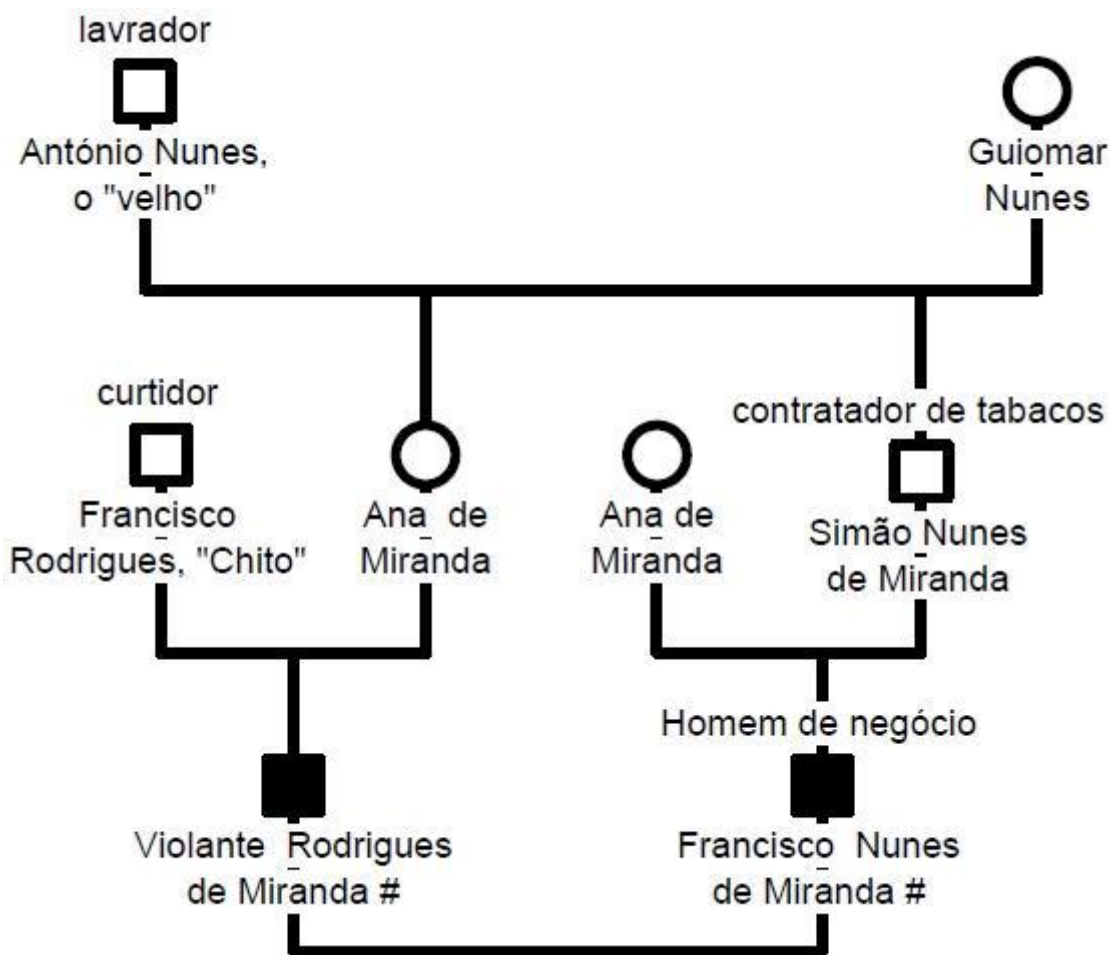 lavrador
António Nunes,
o "velho"
Guiomar
Nunes
curtidor
Francisco
Rodrigues, "Chito"
Ana de
Miranda
Ana de
Miranda
contratador de tabacos
Simão Nunes
de Miranda
Violante Rodrigues
de Miranda #
Homem de negócio
Francisco Nunes
de Miranda #